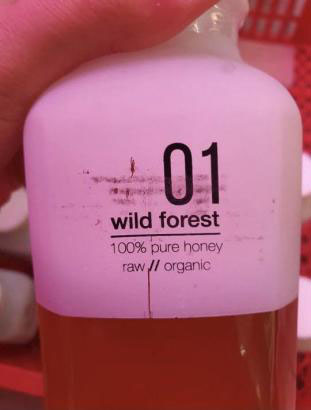 01
wild forest
100% pure honey
raw // organic